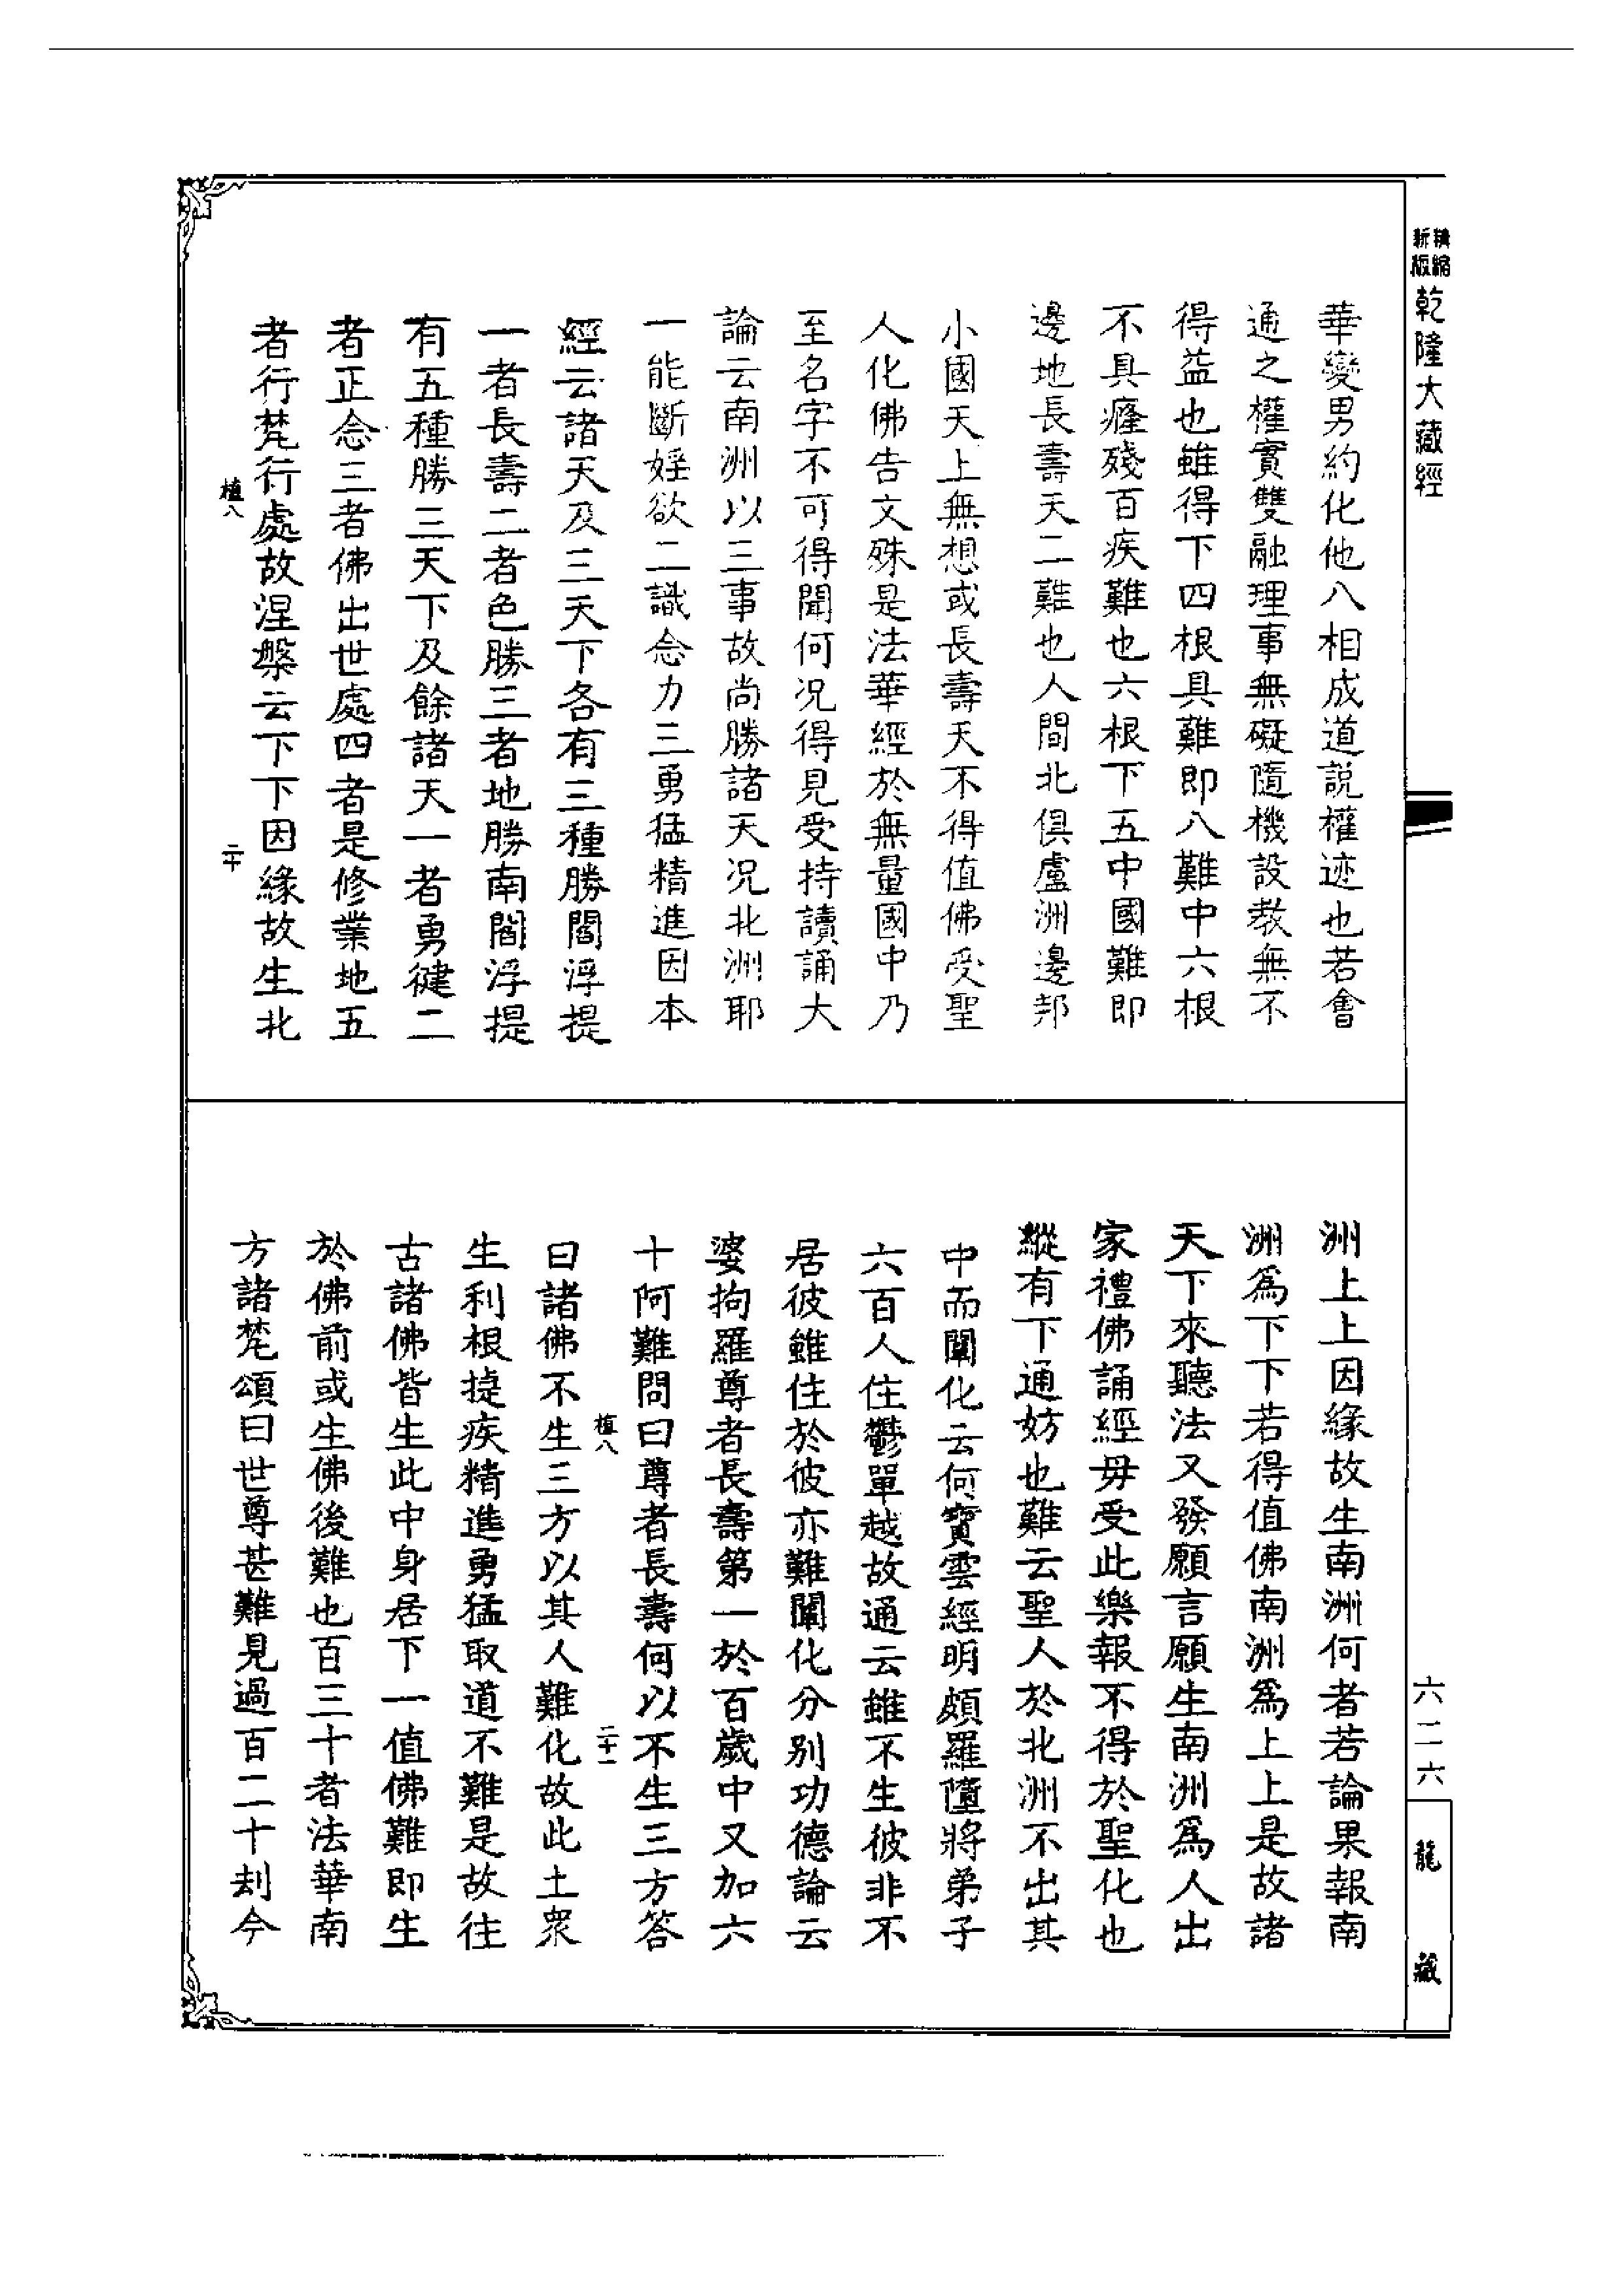 精縮
新版
乾隆大藏經
華變男約化他八相成道説權迹也若會
通之權實雙融理事無礙隨機設教無不
得益也雖得下四根具難即八難中六根
不具癃殘百疾難也六根下五中國難即
邊地長壽天二難也人間北俱盧洲邊邦
小國天上無想或長壽天不得值佛受聖
人化佛告文殊是法華經於無量國中乃
至名字不可得聞何况得見受持讀誦大
論云南洲以三事故尚勝諸天况北洲耶
一能斷婬欲二識念力三勇猛精進因本
經云諸天及三天下各有三種勝閻浮提
一者長壽二者色勝三者地勝南閻浮提
有五種勝三天下及餘諸天一者勇健二
者正念三者佛出世處四者是修業地五
者行梵行處故涅槃云下下因緣故生北
植八
二十
洲上上因緣故生南洲何者若論果報南
洲爲下下若得值佛南洲爲上上是故諸
天下來聽法又發願言願生南洲爲人出
家禮佛誦經毋受此樂報不得於聖化也
縱有下通妨也難云聖人於北洲不出其
中而闡化云何寶雲經明頗羅墮將弟子
六百人住鬱單越故通云雖不生彼非不
居彼雖住於彼亦難闡化分别功德論云
婆拘羅尊者長壽第一於百歲中又加六
十阿難問曰尊者長壽何以不生三方答
植八
二十一
曰諸佛不生三方以其人難化故此土衆
生利根捷疾精進勇猛取道不難是故往
古諸佛皆生此中身居下一值佛難即生
於佛前或生佛後難也百三十者法華南
方諸梵頌曰世尊甚難見過百二十刦今
六二六
龍藏